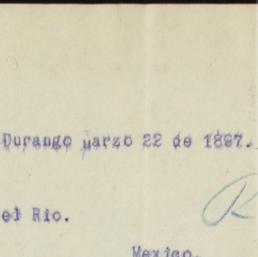 Durango marzo 22 de 1897.
el Rio.
Mexico.